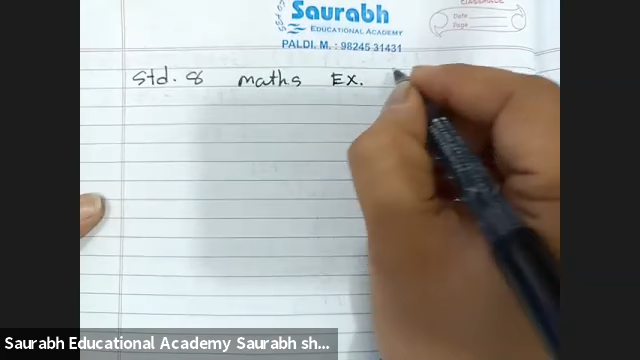 Saurabh
EDUCATIONAL ACADEMY
PALDI. M. : 98245 31431
CLASSMATE
Date
Page
Std. 8 maths EX.
Saurabh Educational Academy Saurabh sh...